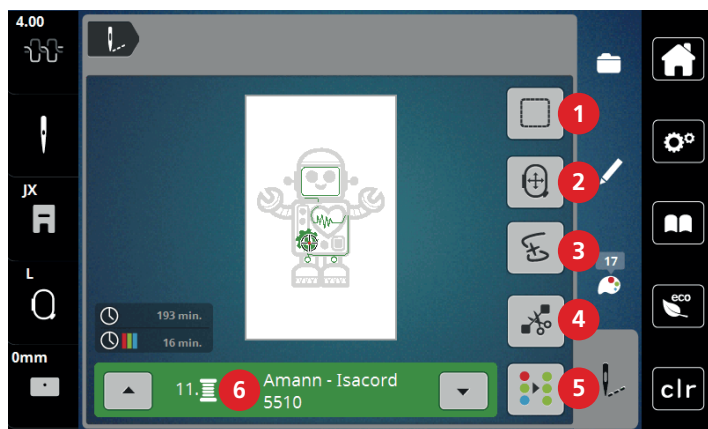 4.00
JX
L
0mm
193 min.
16 min.
11.
6
Amann - Isacord
5510
1
2
3
4
5
17
eco
clr